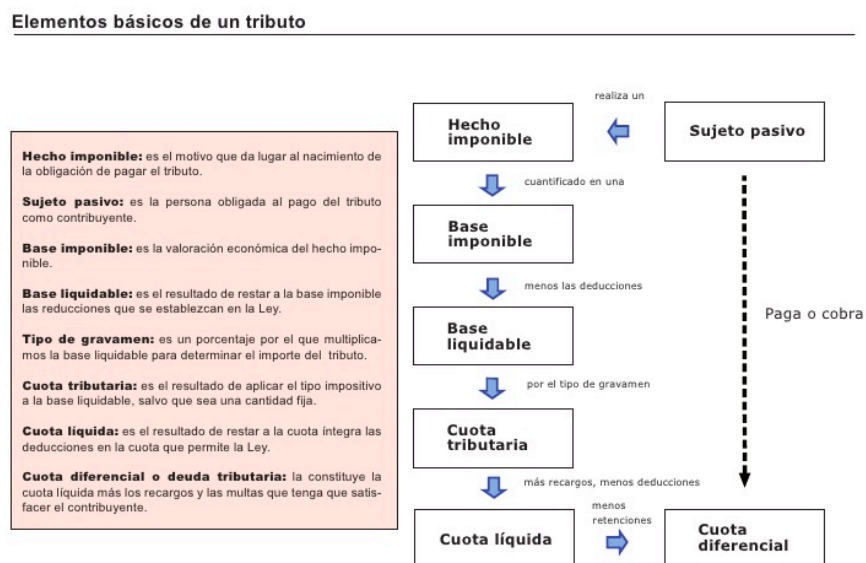 Elementos básicos de un tributo
Hecho imponible: es el motivo que da lugar al nacimiento de
la obligación de pagar el tributo.
Sujeto pasivo: es la persona obligada al pago del tributo
como contribuyente.
Base imponible: es la valoración económica del hecho impo-
nible.
Base liquidable: es el resultado de restar a la base imponible
las reducciones que se establezcan en la Ley.
Tipo de gravamen: es un porcentaje por el que multiplica-
mos la base liquidable para determinar el importe del tributo.
Cuota tributaria: es el resultado de aplicar el tipo impositivo
a la base liquidable, salvo que sea una cantidad fija.
Cuota líquida: es el resultado de restar a la cuota íntegra las
deducciones en la cuota que permite la Ley.
Cuota diferencial o deuda tributaria: la constituye la
cuota líquida más los recargos y las multas que tenga que satis-
facer el contribuyente.
realiza un
Hecho
imponible
Sujeto pasivo
cuantificado en una
Base
imponible
menos las deducciones
Base
liquidable
Paga o cobra
por el tipo de gravamen
Cuota
tributaria
más recargos, menos deducciones
menos
retenciones
Cuota líquida
Cuota
diferencial